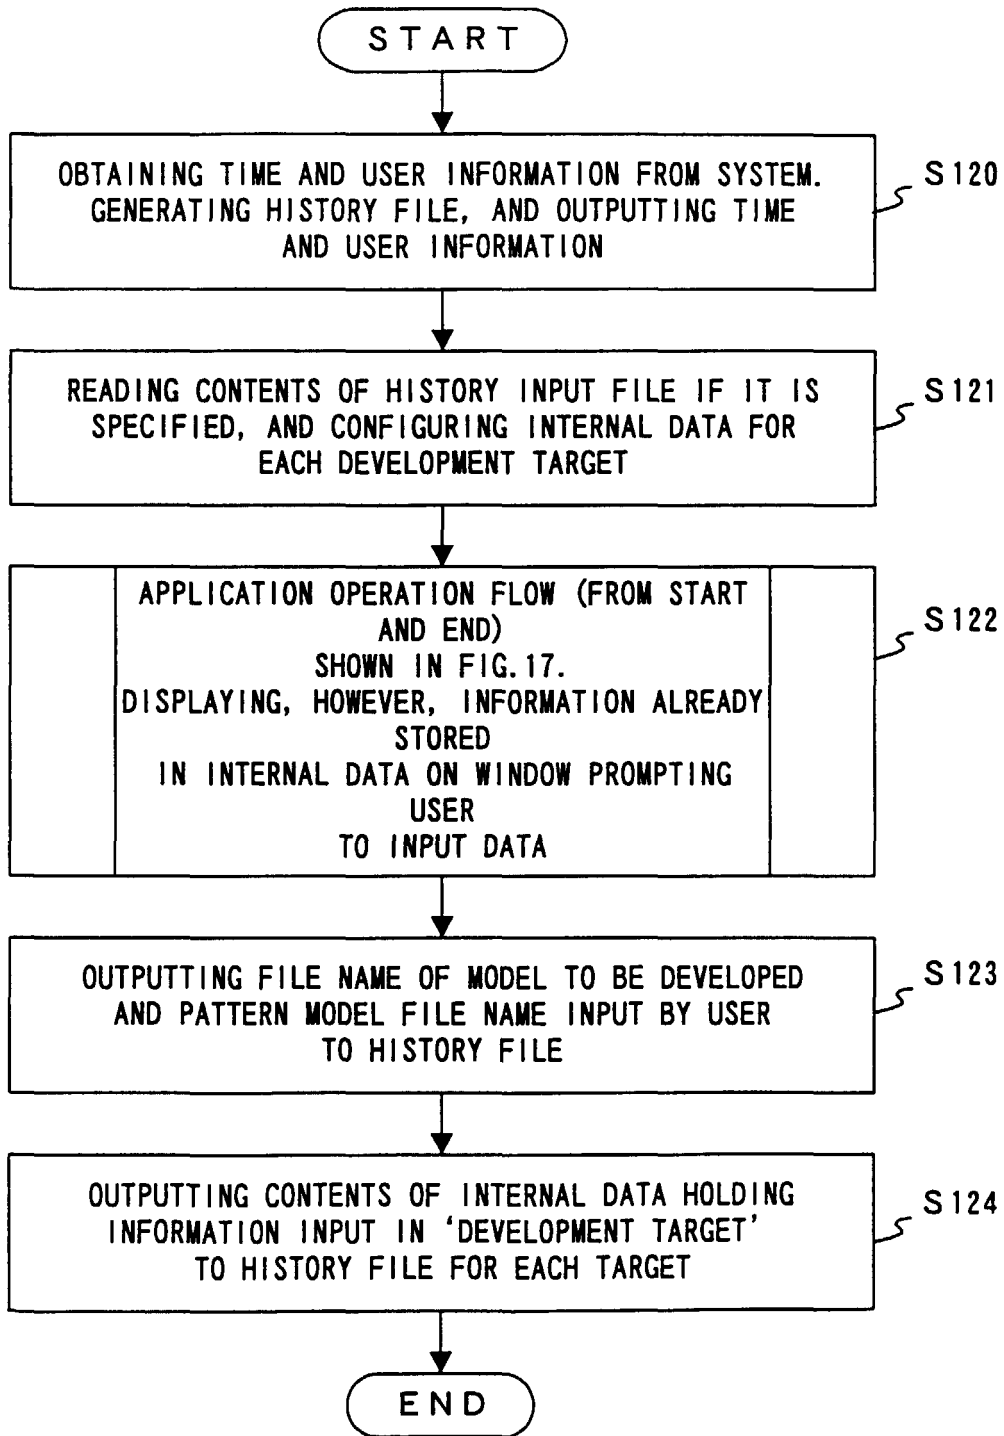 START
OBTAINING TIME AND USER INFORMATION FROM SYSTEM.
GENERATING HISTORY FILE, AND OUTPUTTING TIME
AND USER INFORMATION
S120
READING CONTENTS OF HISTORY INPUT FILE IF IT IS
SPECIFIED, AND CONFIGURING INTERNAL DATA FOR
EACH DEVELOPMENT TARGET
S121
APPLICATION OPERATION FLOW (FROM START
AND END)
SHOWN IN FIG.17.
DISPLAYING, HOWEVER, INFORMATION ALREADY
STORED
IN INTERNAL DATA ON WINDOW PROMPTING
USER
TO INPUT DATA
S122
OUTPUTTING FILE NAME OF MODEL TO BE DEVELOPED
AND PATTERN MODEL FILE NAME INPUT BY USER
TO HISTORY FILE
S123
OUTPUTTING CONTENTS OF INTERNAL DATA HOLDING
INFORMATION INPUT IN 'DEVELOPMENT TARGET'
TO HISTORY FILE FOR EACH TARGET
S124
END